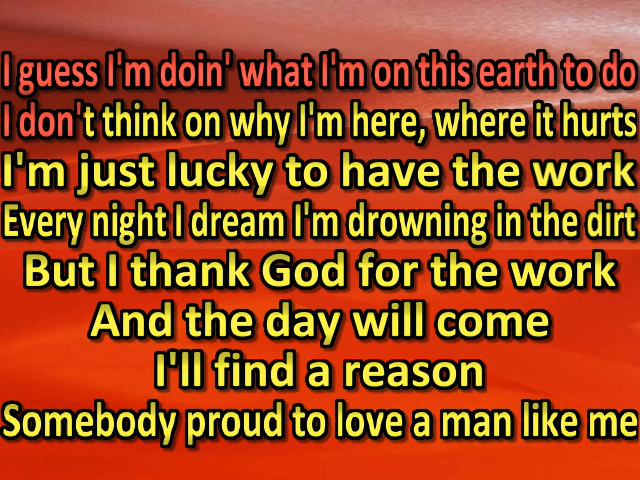 I guess I'm doin' what I'm on this earth to do
I don't think on why I'm here, where it hurts
I'm just lucky to have the work
Every night I dream I'm drowning in the dirt
But I thank God for the work
And the day will come
I'll find a reason
Somebody proud to love a man like me